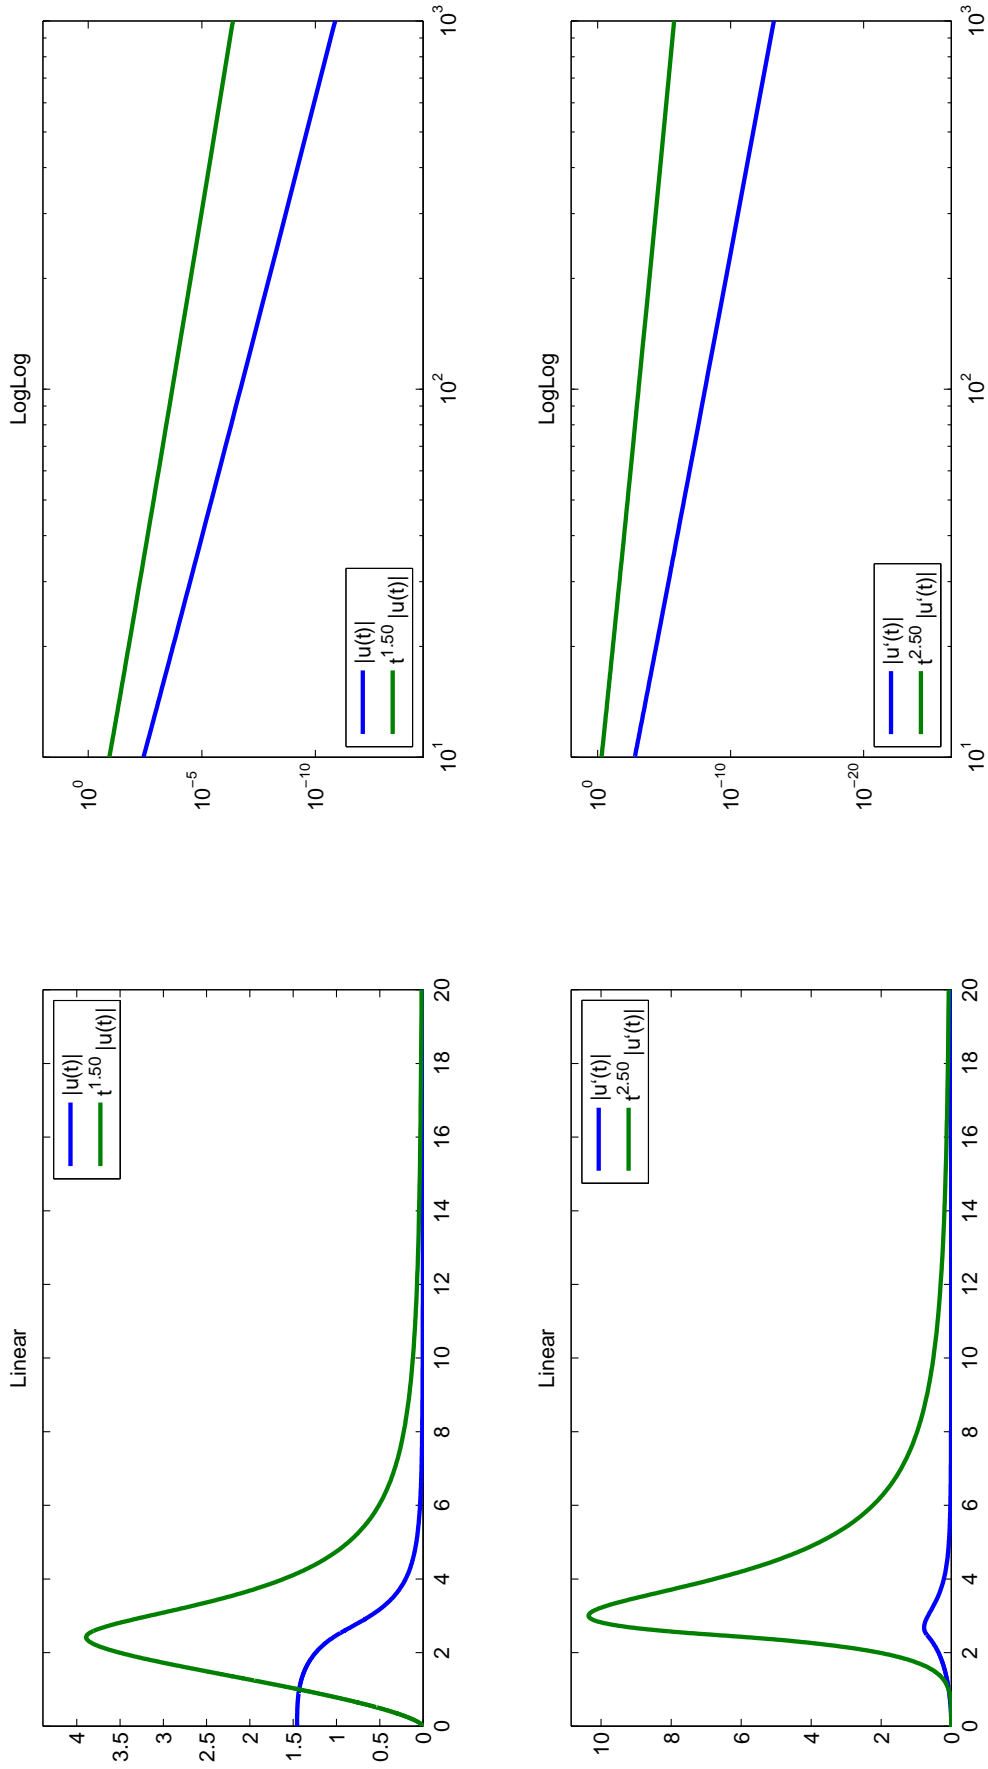 Linear
4
3.5
3
2.5
2
1.5
1
0.5
0
0 2 4 6 8 10 12 14 16 18 20
|u(t)|
t^1.50 |u(t)|
LogLog
10^0
10^−5
10^−10
10^1 10^2 10^3
|u(t)|
t^1.50 |u(t)|
Linear
10
8
6
4
2
0
0 2 4 6 8 10 12 14 16 18 20
|u‘(t)|
t^2.50 |u‘(t)|
LogLog
10^0
10^−10
10^−20
10^1 10^2 10^3
|u‘(t)|
t^2.50 |u‘(t)|